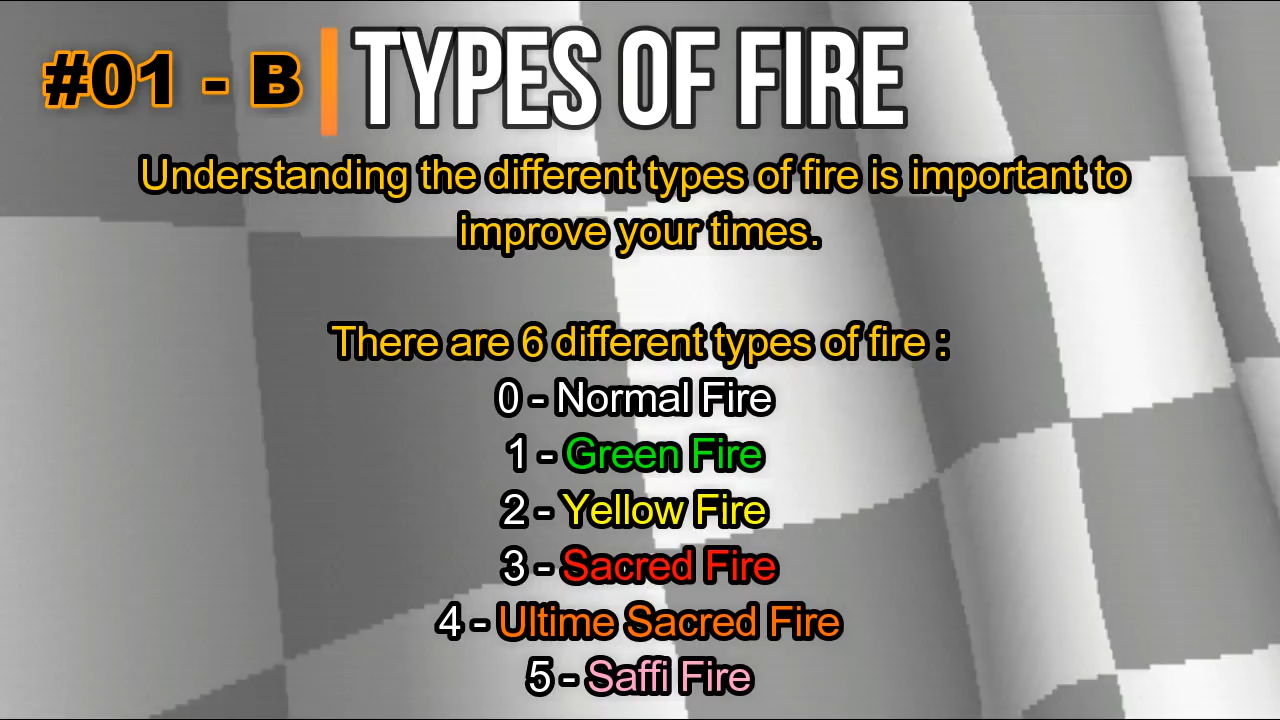 #01 - B | TYPES OF FIRE
Understanding the different types of fire is important to
improve your times.
There are 6 different types of fire :
0 - Normal Fire
1 - Green Fire
2 - Yellow Fire
3 - Sacred Fire
4 - Ultime Sacred Fire
5 - Saffi Fire